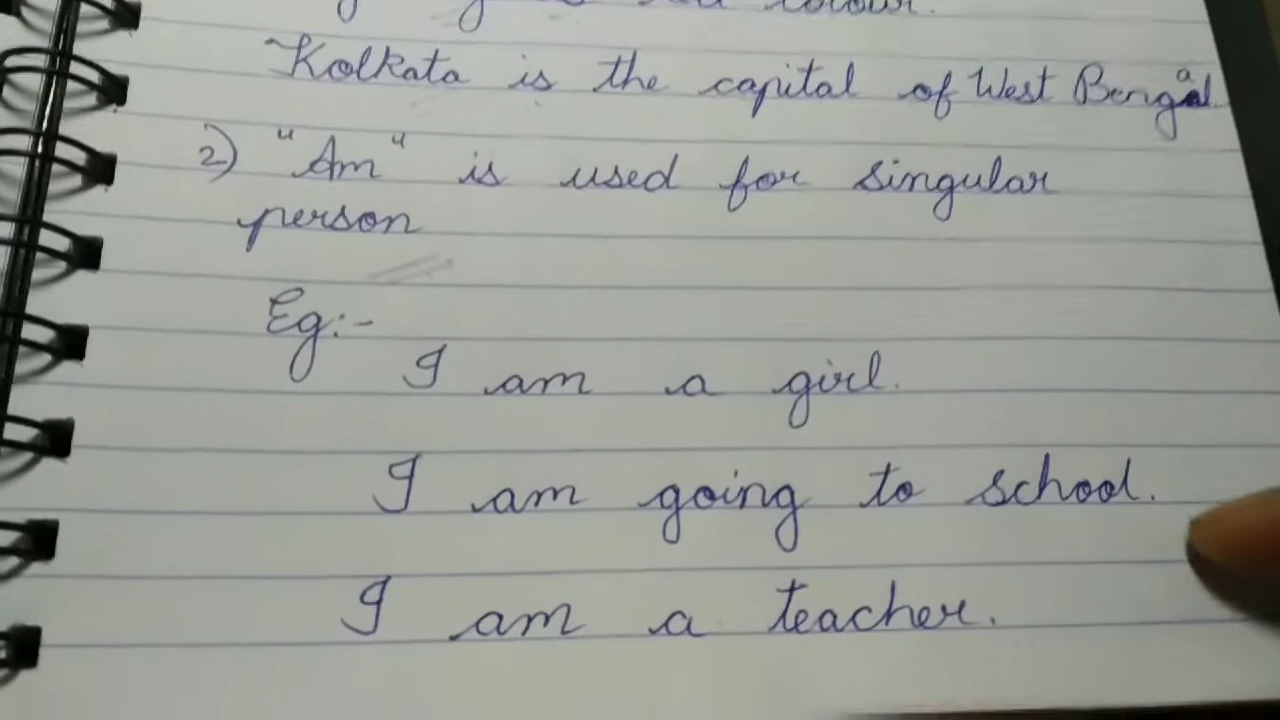 colour.
Kolkata is the capital of West Bengal.
2) "Am" is used for singular
person
Eg:-
I am a girl.
I am going to school.
I am a teacher.